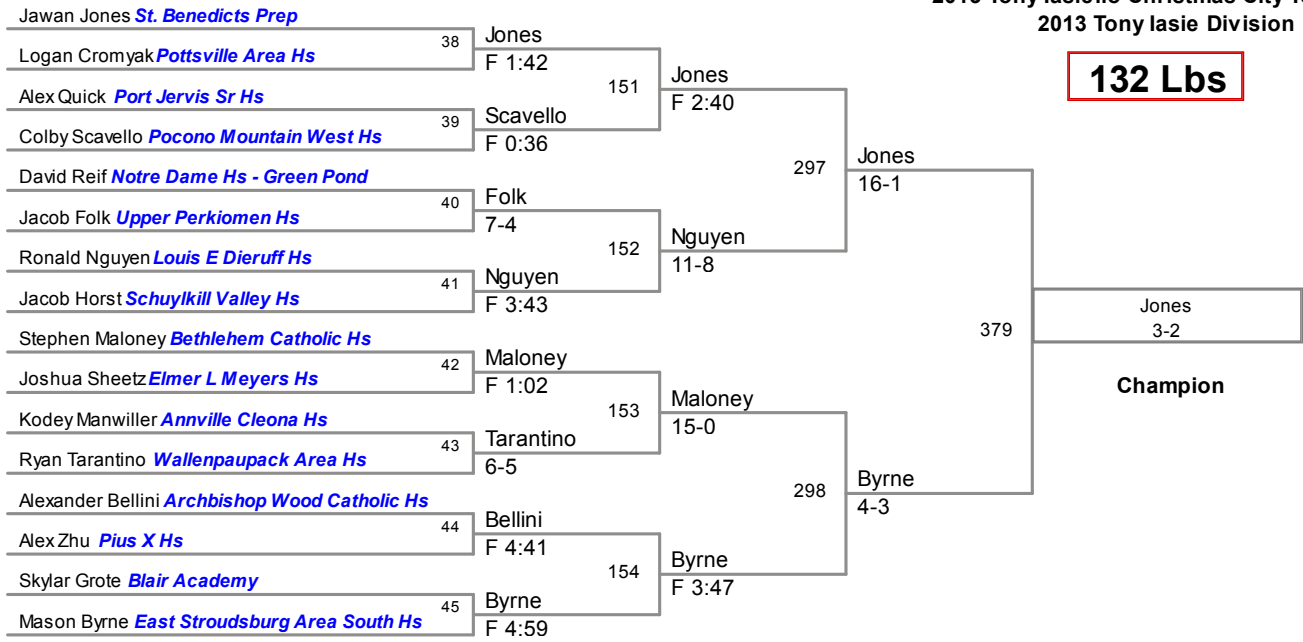 2013 Tony Iasie Division
132 Lbs
Jawan Jones St. Benedicts Prep
38
Jones
F 1:42
Logan Cromyak Pottsville Area Hs
151
Jones
F 2:40
Alex Quick Port Jervis Sr Hs
39
Scavello
F 0:36
Colby Scavello Pocono Mountain West Hs
297
Jones
16-1
David Reif Notre Dame Hs - Green Pond
40
Folk
7-4
Jacob Folk Upper Perkiomen Hs
152
Nguyen
11-8
Ronald Nguyen Louis E Dieruff Hs
41
Nguyen
F 3:43
Jacob Horst Schuylkill Valley Hs
379
Jones
3-2
Champion
Stephen Maloney Bethlehem Catholic Hs
42
Maloney
F 1:02
Joshua Sheetz Elmer L Meyers Hs
153
Maloney
15-0
Kodey Manwiller Annville Cleona Hs
43
Tarantino
6-5
Ryan Tarantino Wallenpaupack Area Hs
298
Byrne
4-3
Alexander Bellini Archbishop Wood Catholic Hs
44
Bellini
F 4:41
Alex Zhu Pius X Hs
154
Byrne
F 3:47
Skylar Grote Blair Academy
45
Byrne
F 4:59
Mason Byrne East Stroudsburg Area South Hs